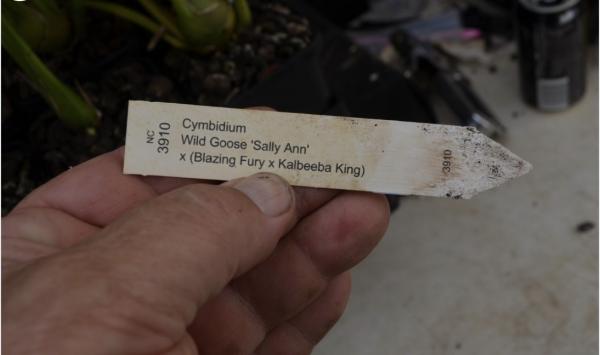 NC
3910
Cymbidium
Wild Goose 'Sally Ann'
x (Blazing Fury x Kalbeeba King)
3910